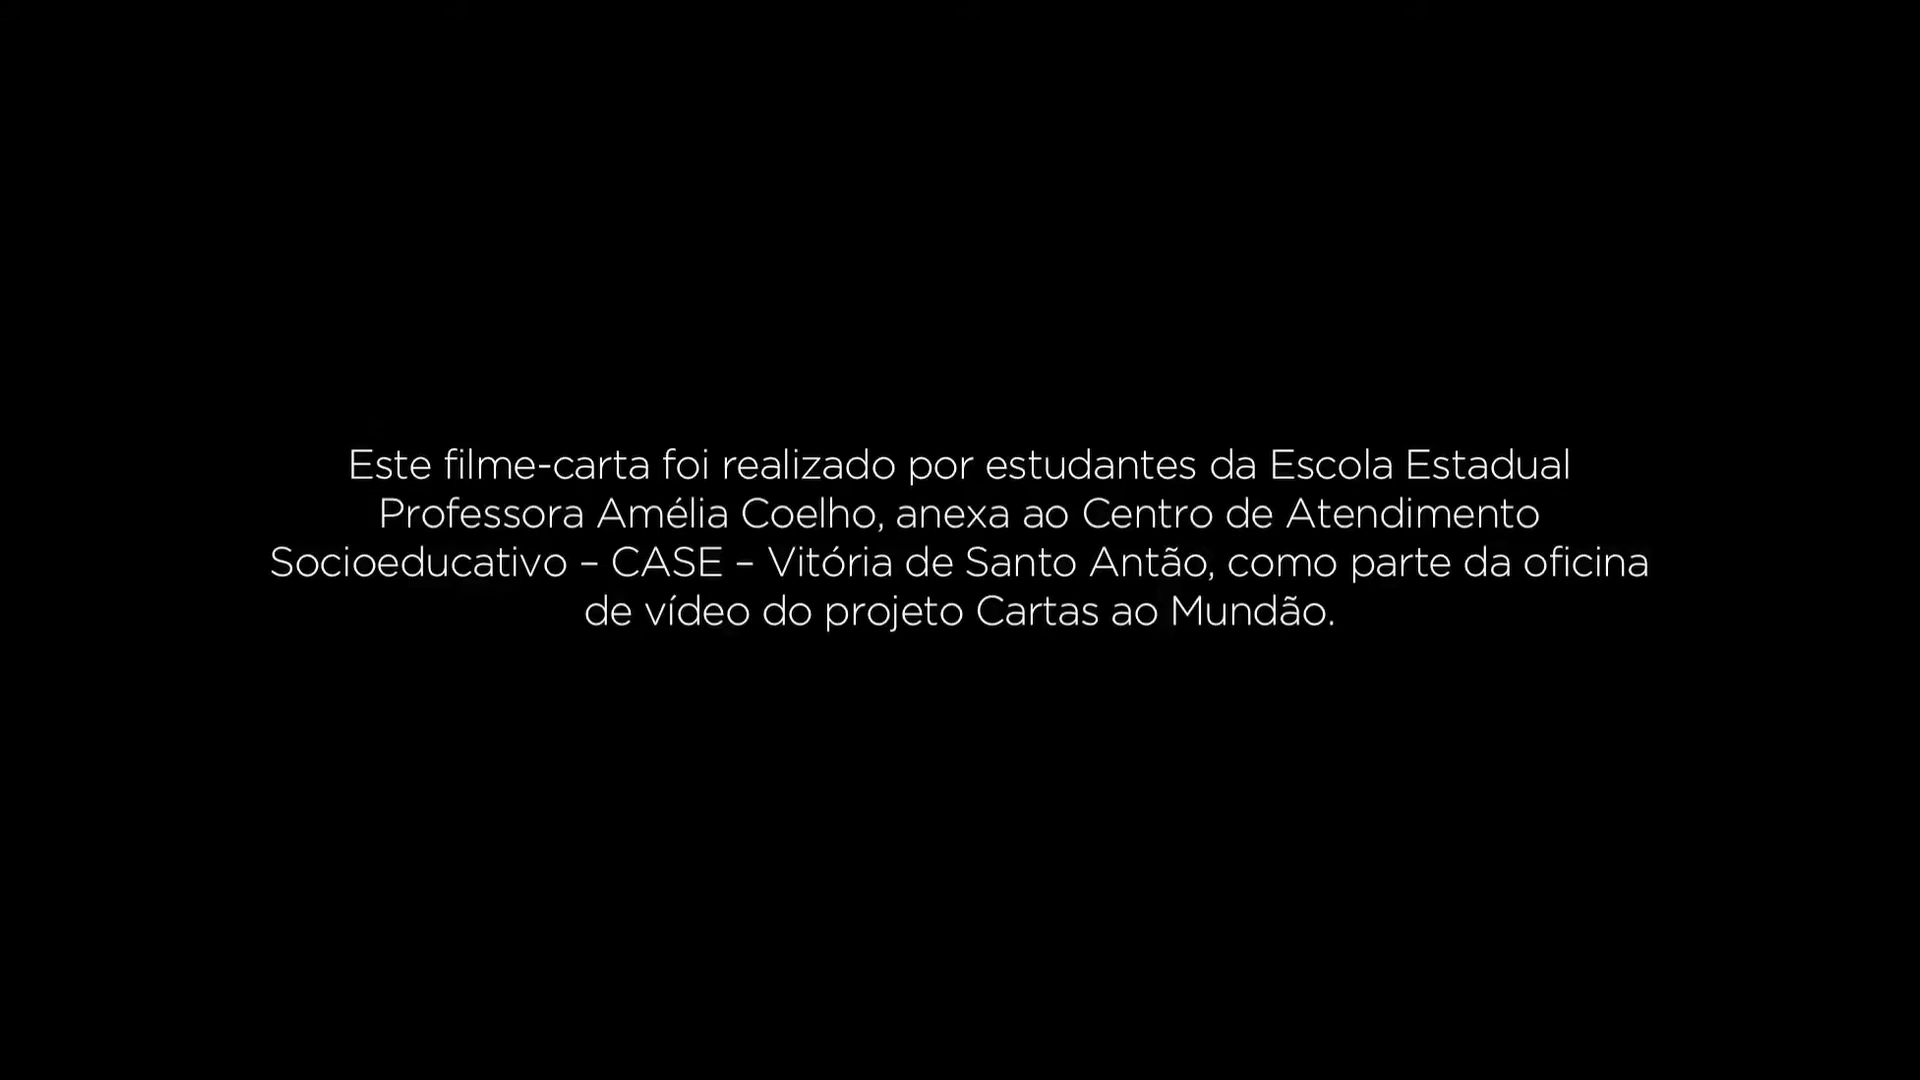 Este filme-carta foi realizado por estudantes da Escola Estadual
Professora Amélia Coelho, anexa ao Centro de Atendimento
Socioeducativo – CASE – Vitória de Santo Antão, como parte da oficina
de vídeo do projeto Cartas ao Mundão.